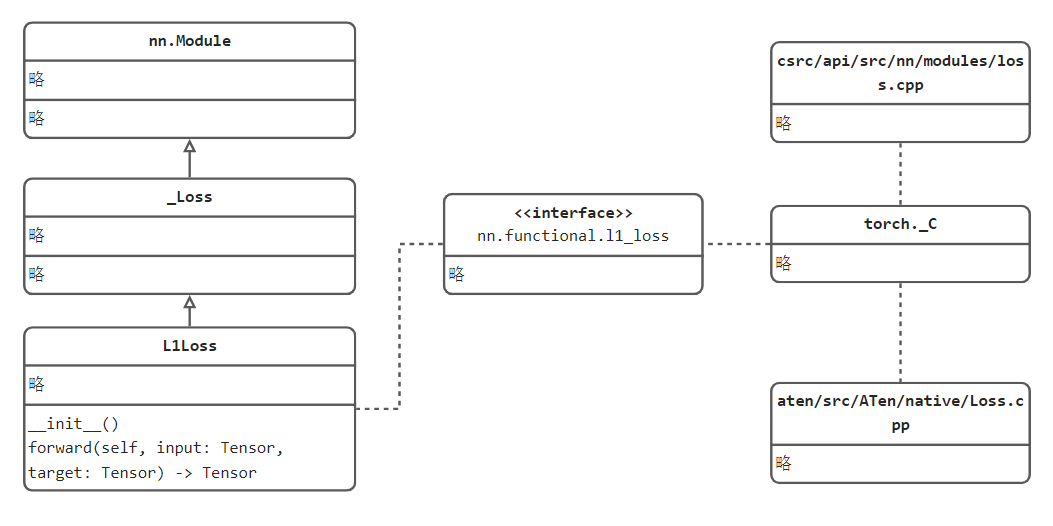 nn.Module
略
略
_Loss
略
略
L1Loss
略
__init__()
forward(self, input: Tensor,
target: Tensor) -> Tensor
<<interface>>
nn.functional.l1_loss
略
csrc/api/src/nn/modules/los
s.cpp
略
torch._C
略
aten/src/ATen/native/Loss.c
pp
略